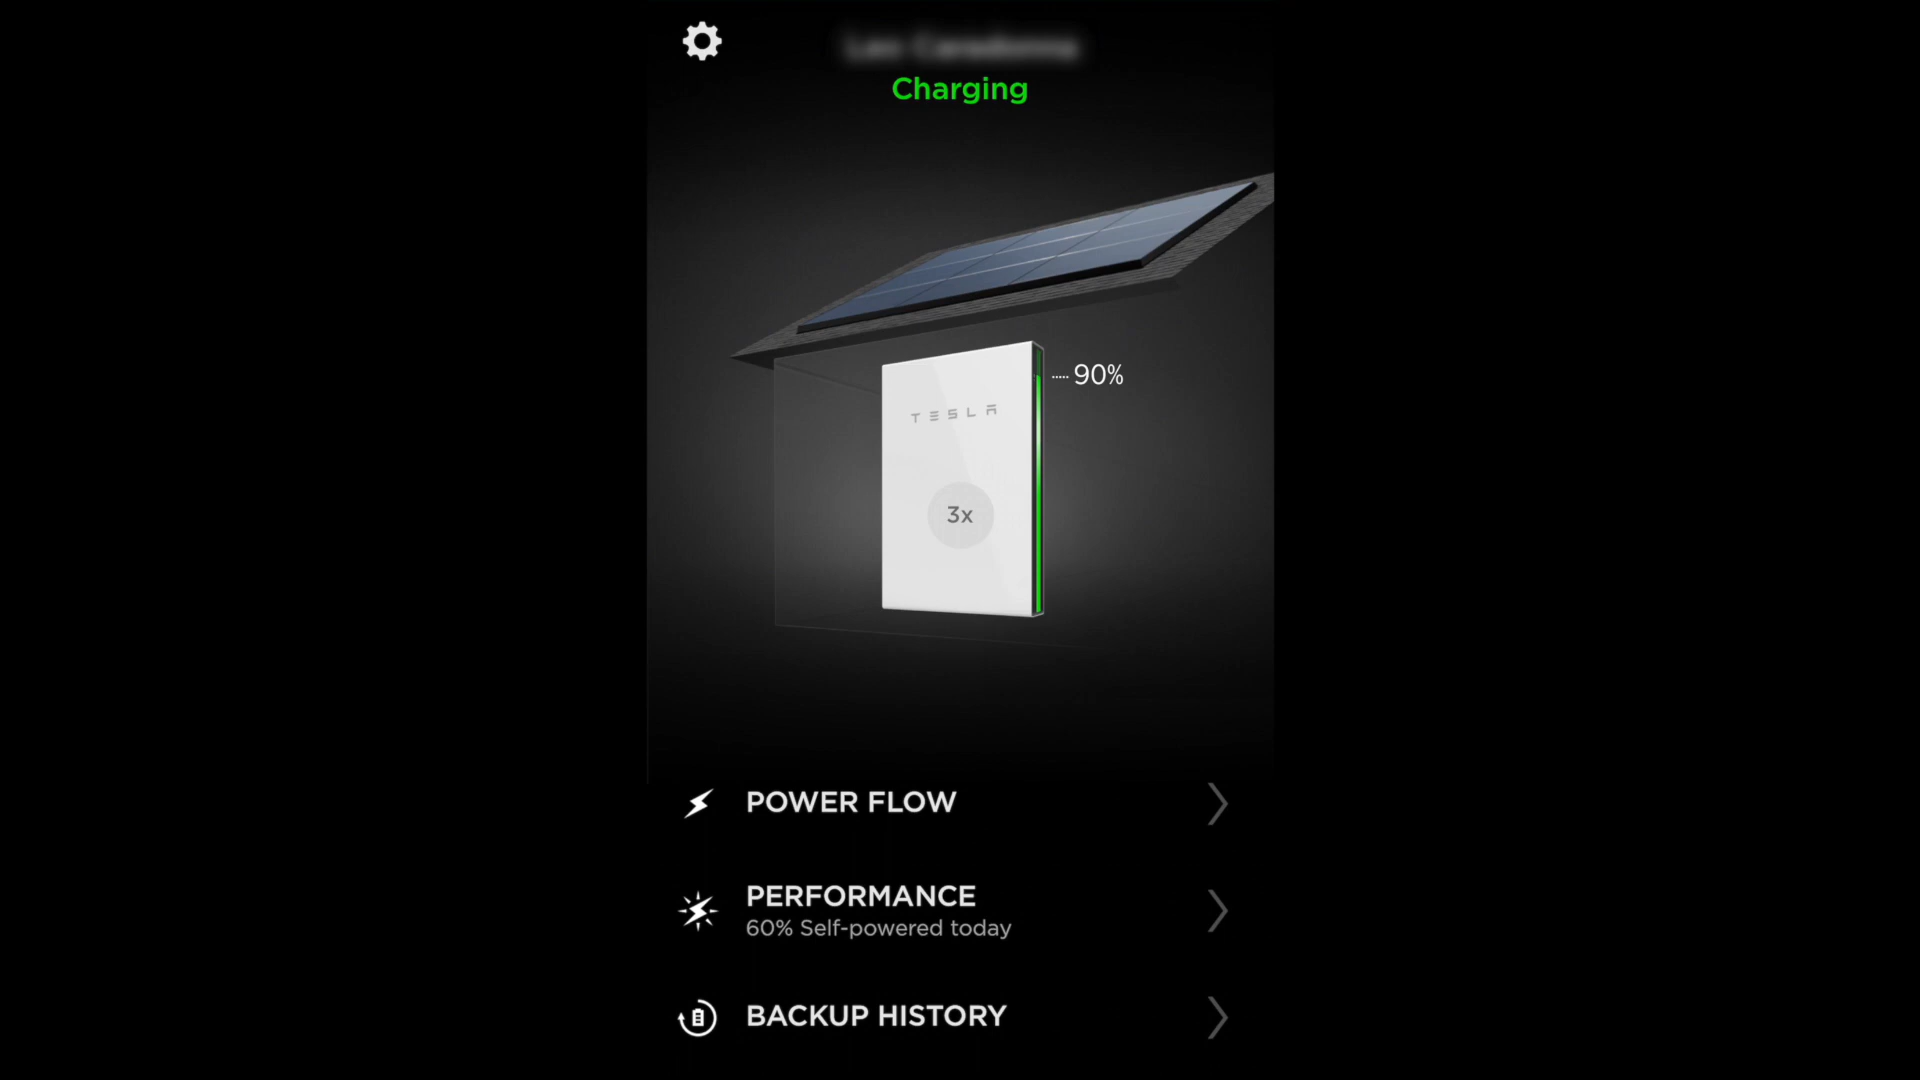 Charging
90%
TESLA
3x
POWER FLOW
PERFORMANCE
60% Self-powered today
BACKUP HISTORY